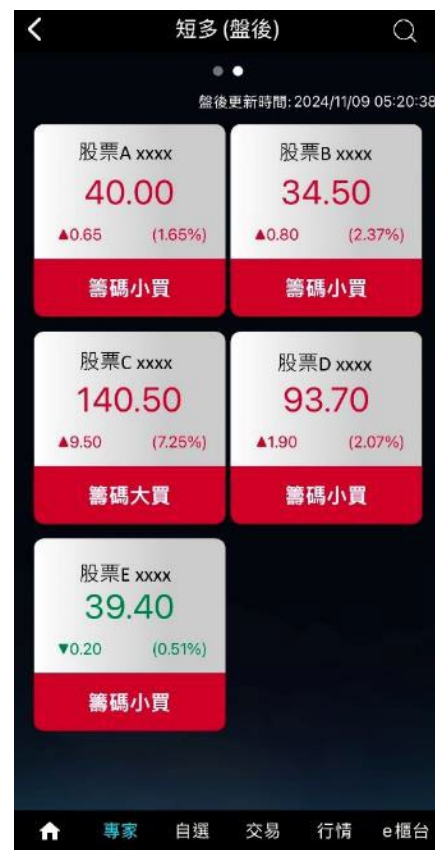 短多(盤後)
盤後更新時間: 2024/11/09 05:20:38
股票A xxxx
40.00
▲0.65 (1.65%)
籌碼小買
股票B xxxx
34.50
▲0.80 (2.37%)
籌碼小買
股票C xxxx
140.50
▲9.50 (7.25%)
籌碼大買
股票D xxxx
93.70
▲1.90 (2.07%)
籌碼小買
股票E xxxx
39.40
▼0.20 (0.51%)
籌碼小買
專家 自選 交易 行情 e櫃台